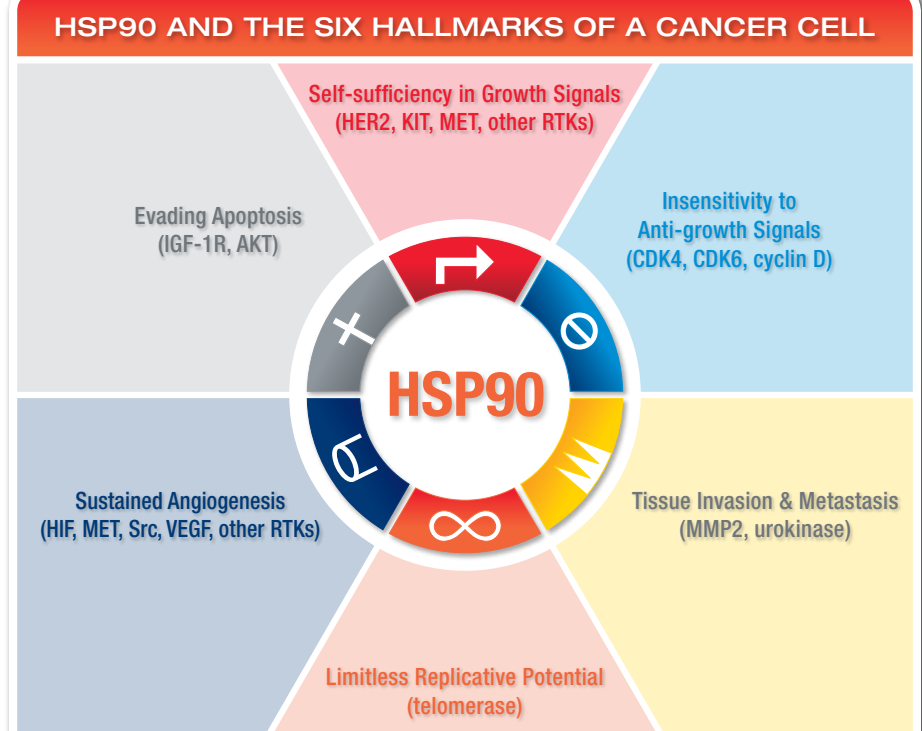 HSP90 AND THE SIX HALLMARKS OF A CANCER CELL
Self-sufficiency in Growth Signals
(HER2, KIT, MET, other RTKs)
Evading Apoptosis
(IGF-1R, AKT)
Insensitivity to
Anti-growth Signals
(CDK4, CDK6, cyclin D)
HSP90
Sustained Angiogenesis
(HIF, MET, Src, VEGF, other RTKs)
Tissue Invasion & Metastasis
(MMP2, urokinase)
Limitless Replicative Potential
(telomerase)